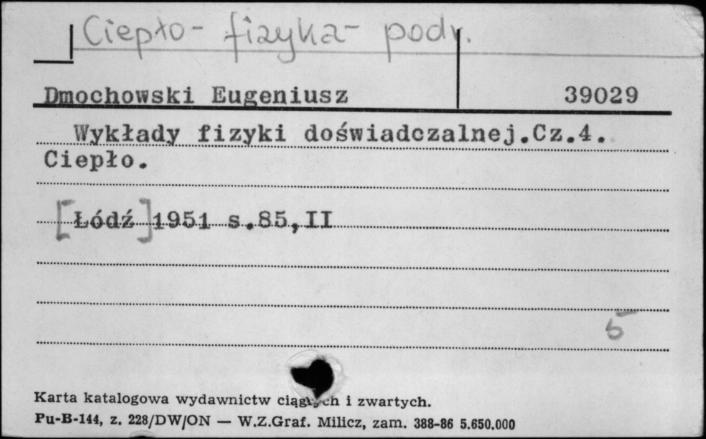 Ciepło - fizyka - podr.
Dmochowski Eugeniusz 39029
Wykłady fizyki doświadczalnej.Cz.4.
Ciepło.
[Łódź] 1951 s.85,II
5
Karta katalogowa wydawnictw ciągłych i zwartych.
Pu-B-144, z. 228/DW/ON — W.Z.Graf. Milicz, zam. 388-86 5.650.000